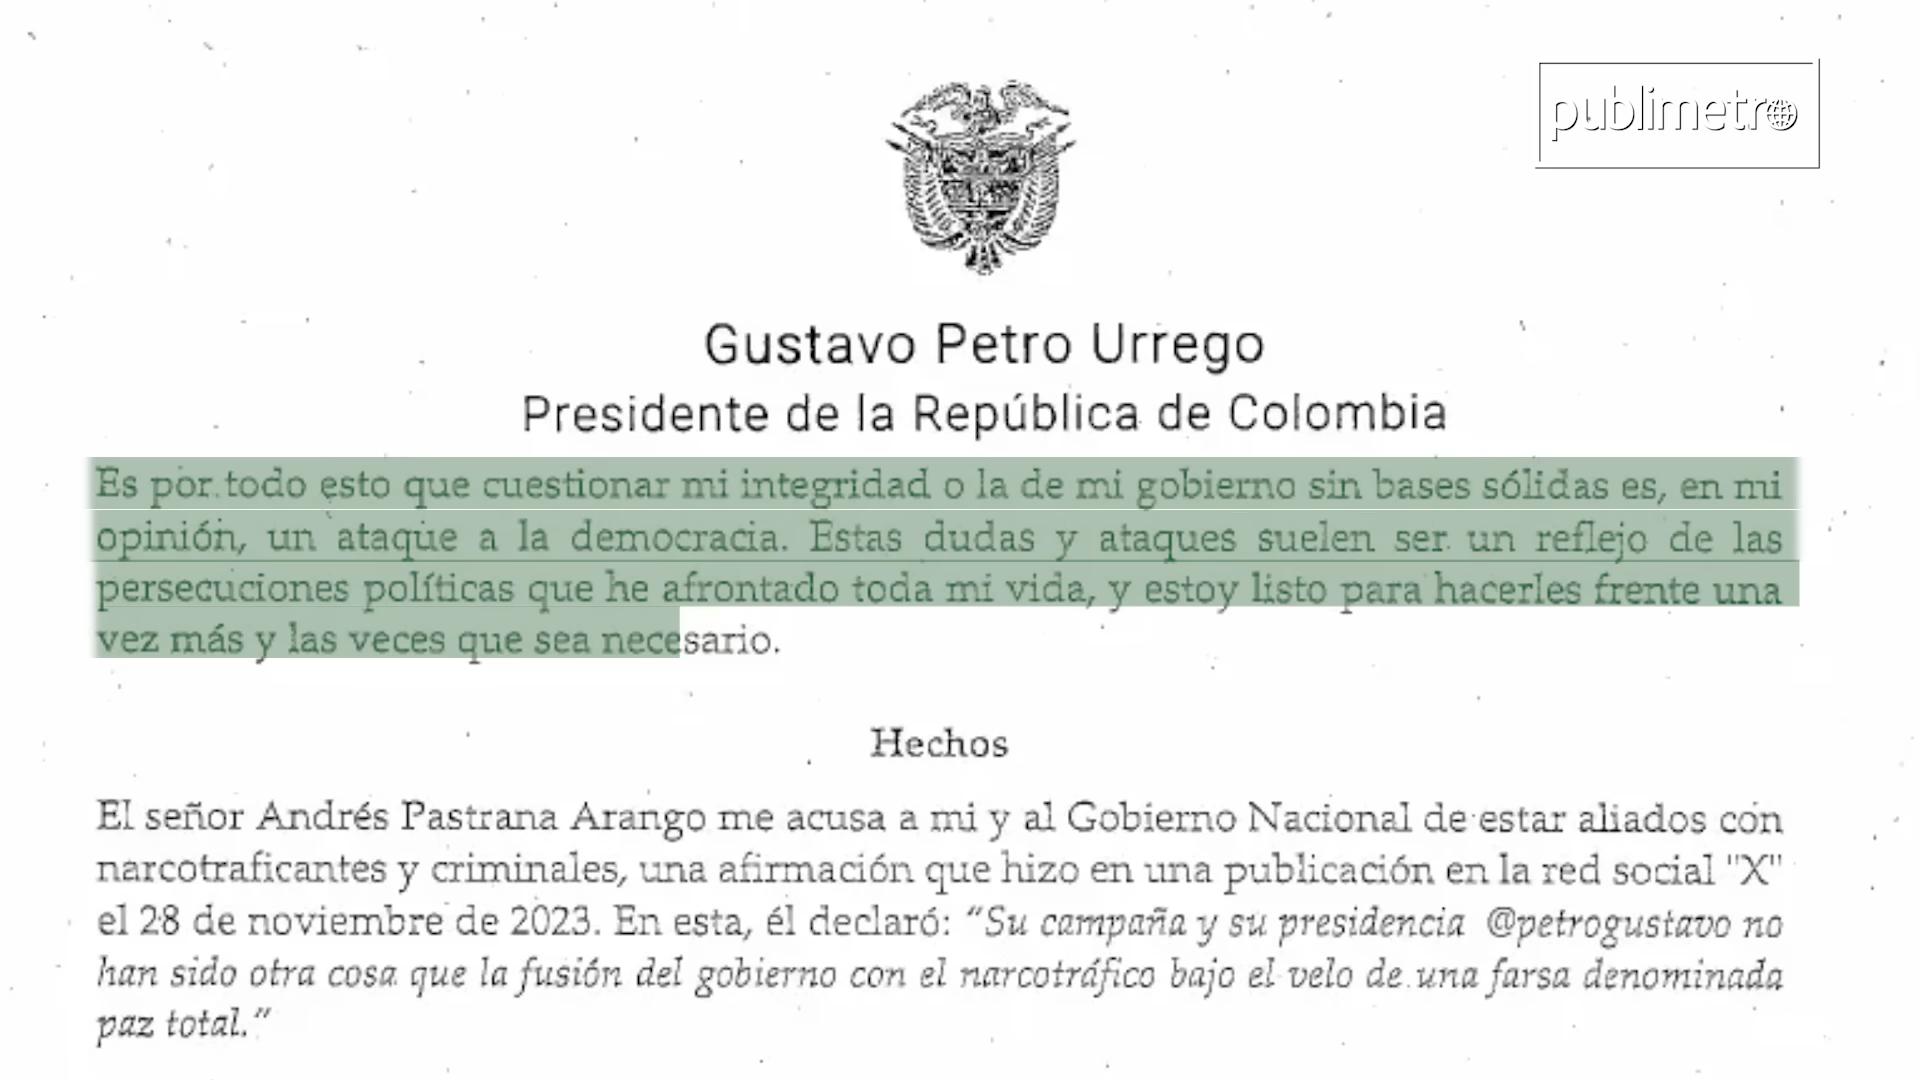 publimetro
Gustavo Petro Urrego
Presidente de la República de Colombia
Es por todo esto que cuestionar mi integridad o la de mi gobierno sin bases sólidas es, en mi
opinión, un ataque a la democracia. Estas dudas y ataques suelen ser un reflejo de las
persecuciones políticas que he afrontado toda mi vida, y estoy listo para hacerles frente una
vez más y las veces que sea necesario.
Hechos
El señor Andrés Pastrana Arango me acusa a mi y al Gobierno Nacional de estar aliados con
narcotraficantes y criminales, una afirmación que hizo en una publicación en la red social "X"
el 28 de noviembre de 2023. En esta, él declaró: “Su campaña y su presidencia @petrogustavo no
han sido otra cosa que la fusión del gobierno con el narcotráfico bajo el velo de una farsa denominada
paz total.”